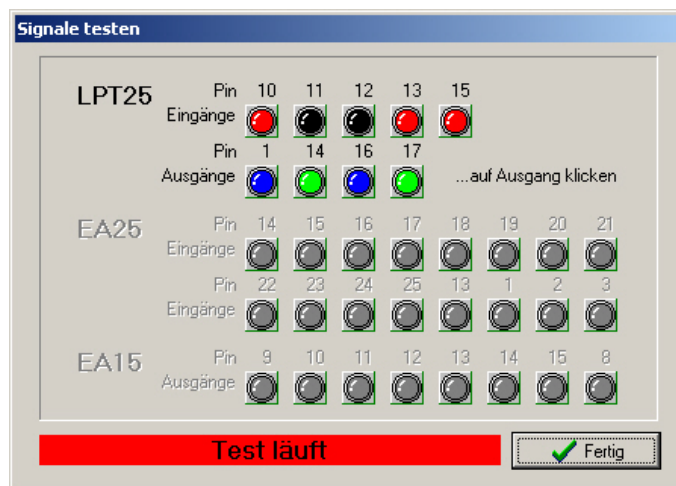 Signale testen
LPT25 Pin 10 11 12 13 15
Eingänge
Pin 1 14 16 17
Ausgänge ...auf Ausgang klicken
EA25 Pin 14 15 16 17 18 19 20 21
Eingänge
Pin 22 23 24 25 13 1 2 3
Eingänge
EA15 Pin 9 10 11 12 13 14 15 8
Ausgänge
Test läuft Fertig